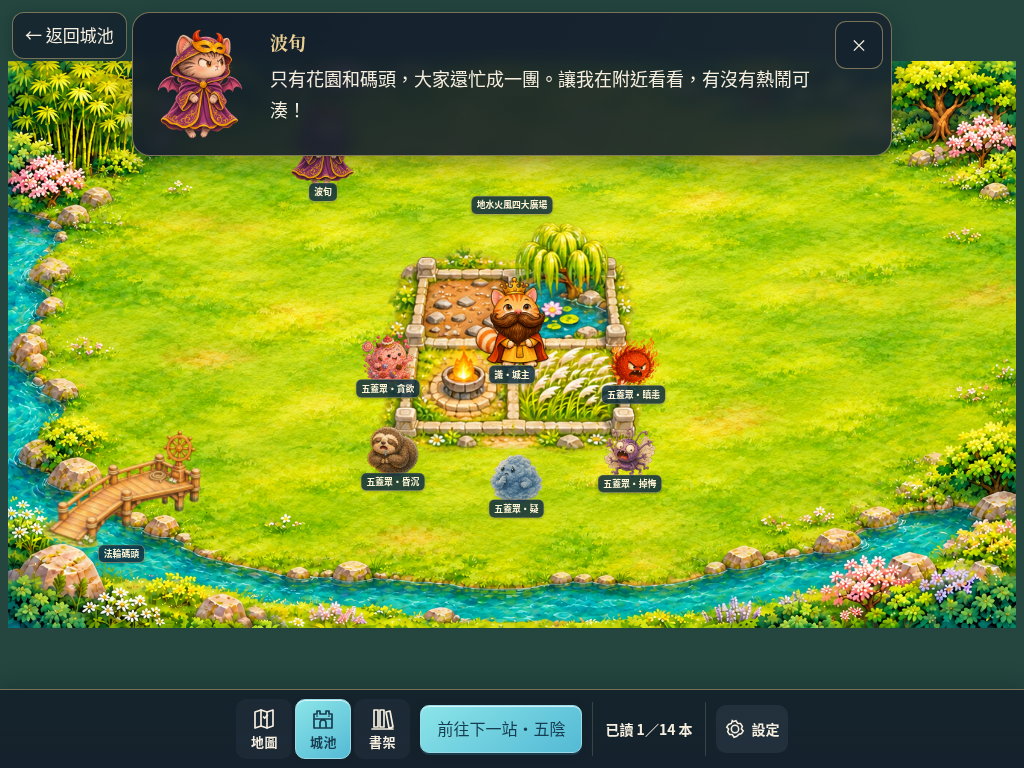 ← 返回城池
波旬
只有花園和碼頭，大家還忙成一團。讓我在附近看看，有沒有熱鬧可
湊！
×
波旬
地水火風四大廣場
識・城主
五蓋眾・貪欲
五蓋眾・瞋恚
五蓋眾・昏沉
五蓋眾・掉悔
五蓋眾・疑
法輪碼頭
地圖
城池
書架
前往下一站・五陰
已讀 1／14 本
設定